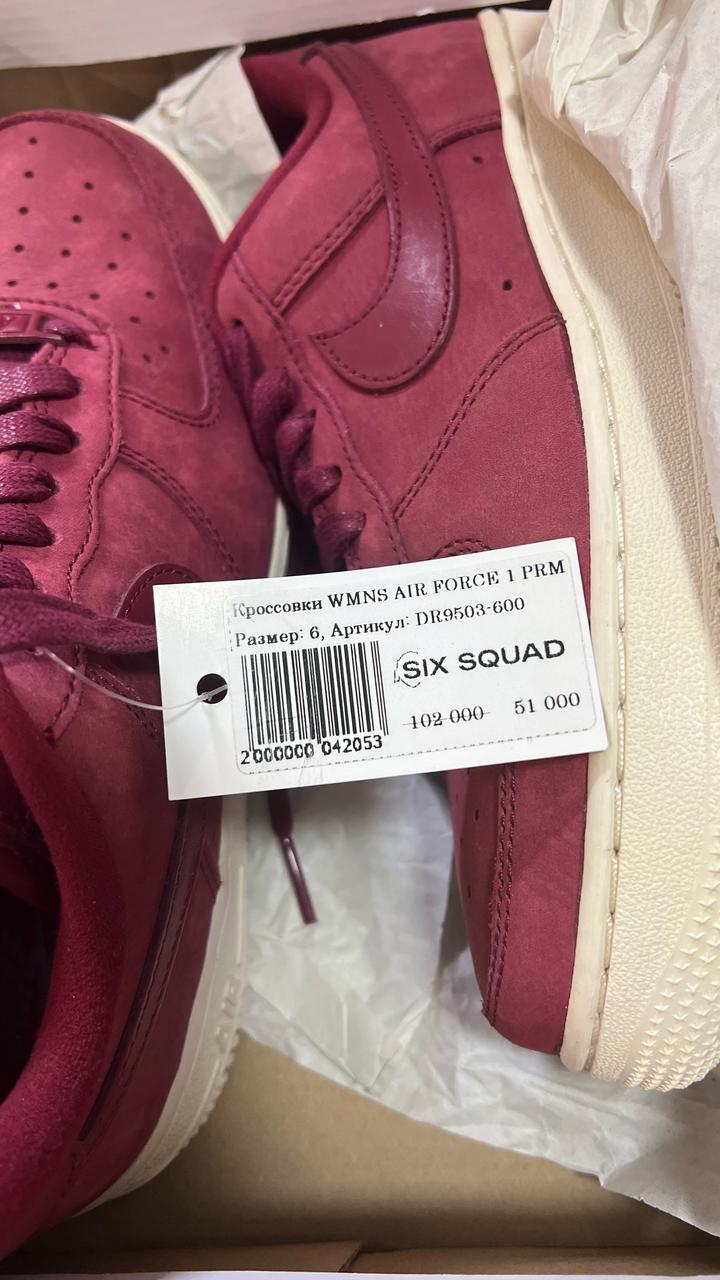 Кроссовки WMNS AIR FORCE 1 PRM
Размер: 6, Артикул: DR9503-600
SIX SQUAD
102 000 51 000
2000000 042053
AIR